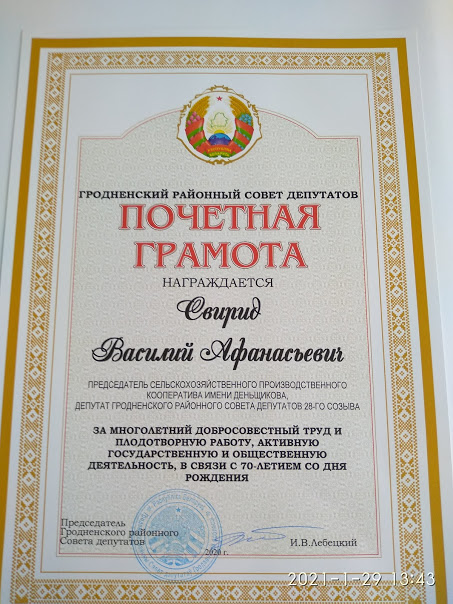 ГРОДНЕНСКИЙ РАЙОННЫЙ СОВЕТ ДЕПУТАТОВ
ПОЧЕТНАЯ
ГРАМОТА
НАГРАЖДАЕТСЯ
Свирид
Василий Афанасьевич
ПРЕДСЕДАТЕЛЬ СЕЛЬСКОХОЗЯЙСТВЕННОГО ПРОИЗВОДСТВЕННОГО
КООПЕРАТИВА ИМЕНИ ДЕНЬЩИКОВА,
ДЕПУТАТ ГРОДНЕНСКОГО РАЙОННОГО СОВЕТА ДЕПУТАТОВ 28-ГО СОЗЫВА
ЗА МНОГОЛЕТНИЙ ДОБРОСОВЕСТНЫЙ ТРУД И
ПЛОДОТВОРНУЮ РАБОТУ, АКТИВНУЮ
ГОСУДАРСТВЕННУЮ И ОБЩЕСТВЕННУЮ
ДЕЯТЕЛЬНОСТЬ, В СВЯЗИ С 70-ЛЕТИЕМ СО ДНЯ
РОЖДЕНИЯ
Председатель
Гродненского районного
Совета депутатов
И.В.Лебецкий
2020 г.
2021-1-29 13:43